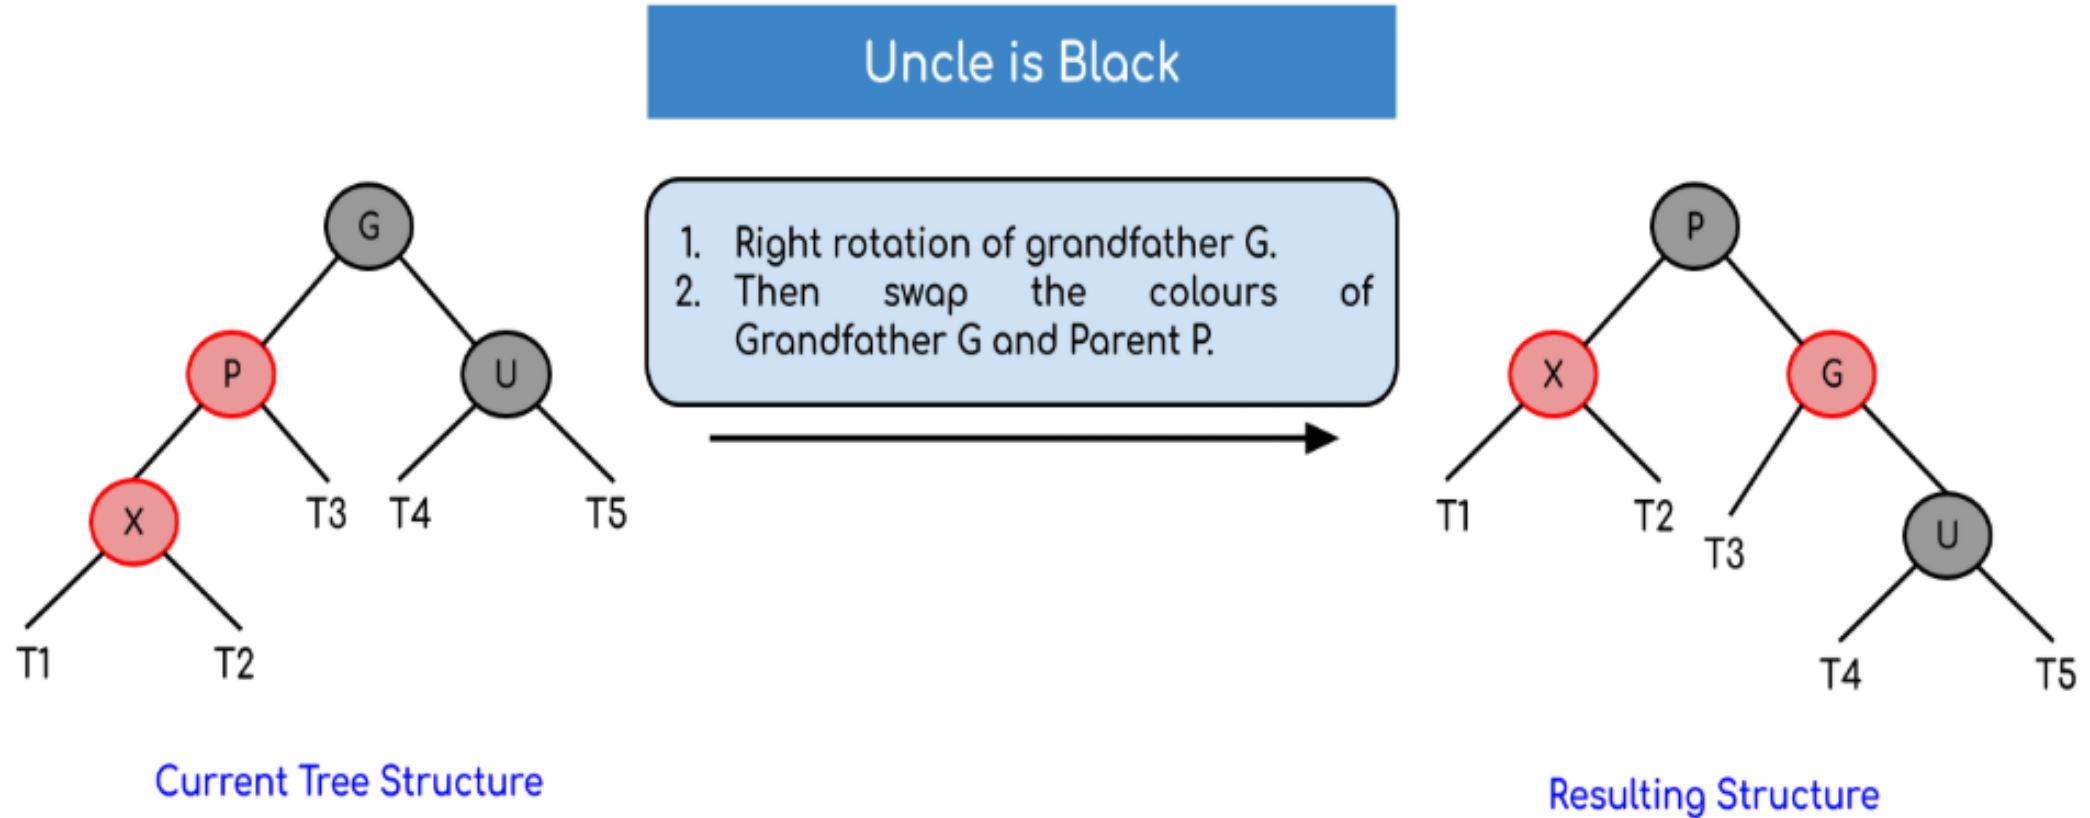 Uncle is Black
G
P
U
X
T3
T4
T5
T1
T2
Current Tree Structure
1. Right rotation of grandfather G.
2. Then swap the colours of
Grandfather G and Parent P.
P
X
G
T1
T2
T3
U
T4
T5
Resulting Structure